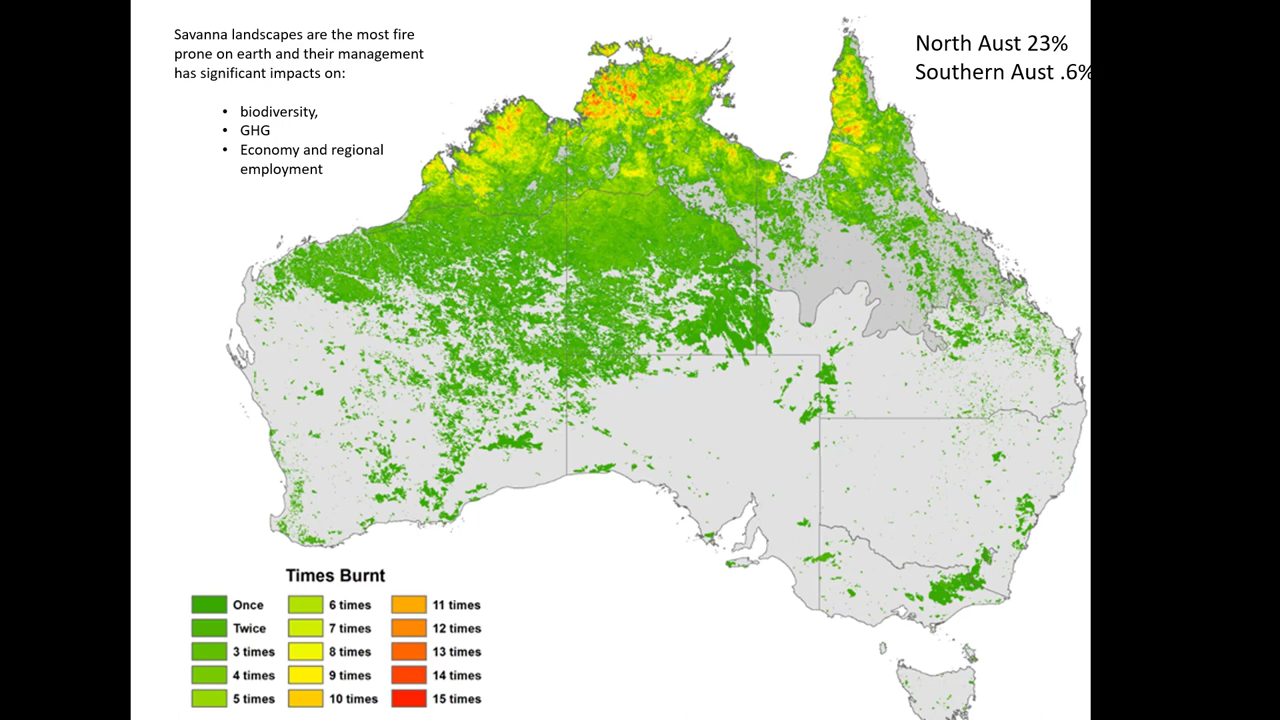 Savanna landscapes are the most fire
prone on earth and their management
has significant impacts on:
• biodiversity,
• GHG
• Economy and regional
employment
North Aust 23%
Southern Aust .6%
Times Burnt
Once
Twice
3 times
4 times
5 times
6 times
7 times
8 times
9 times
10 times
11 times
12 times
13 times
14 times
15 times